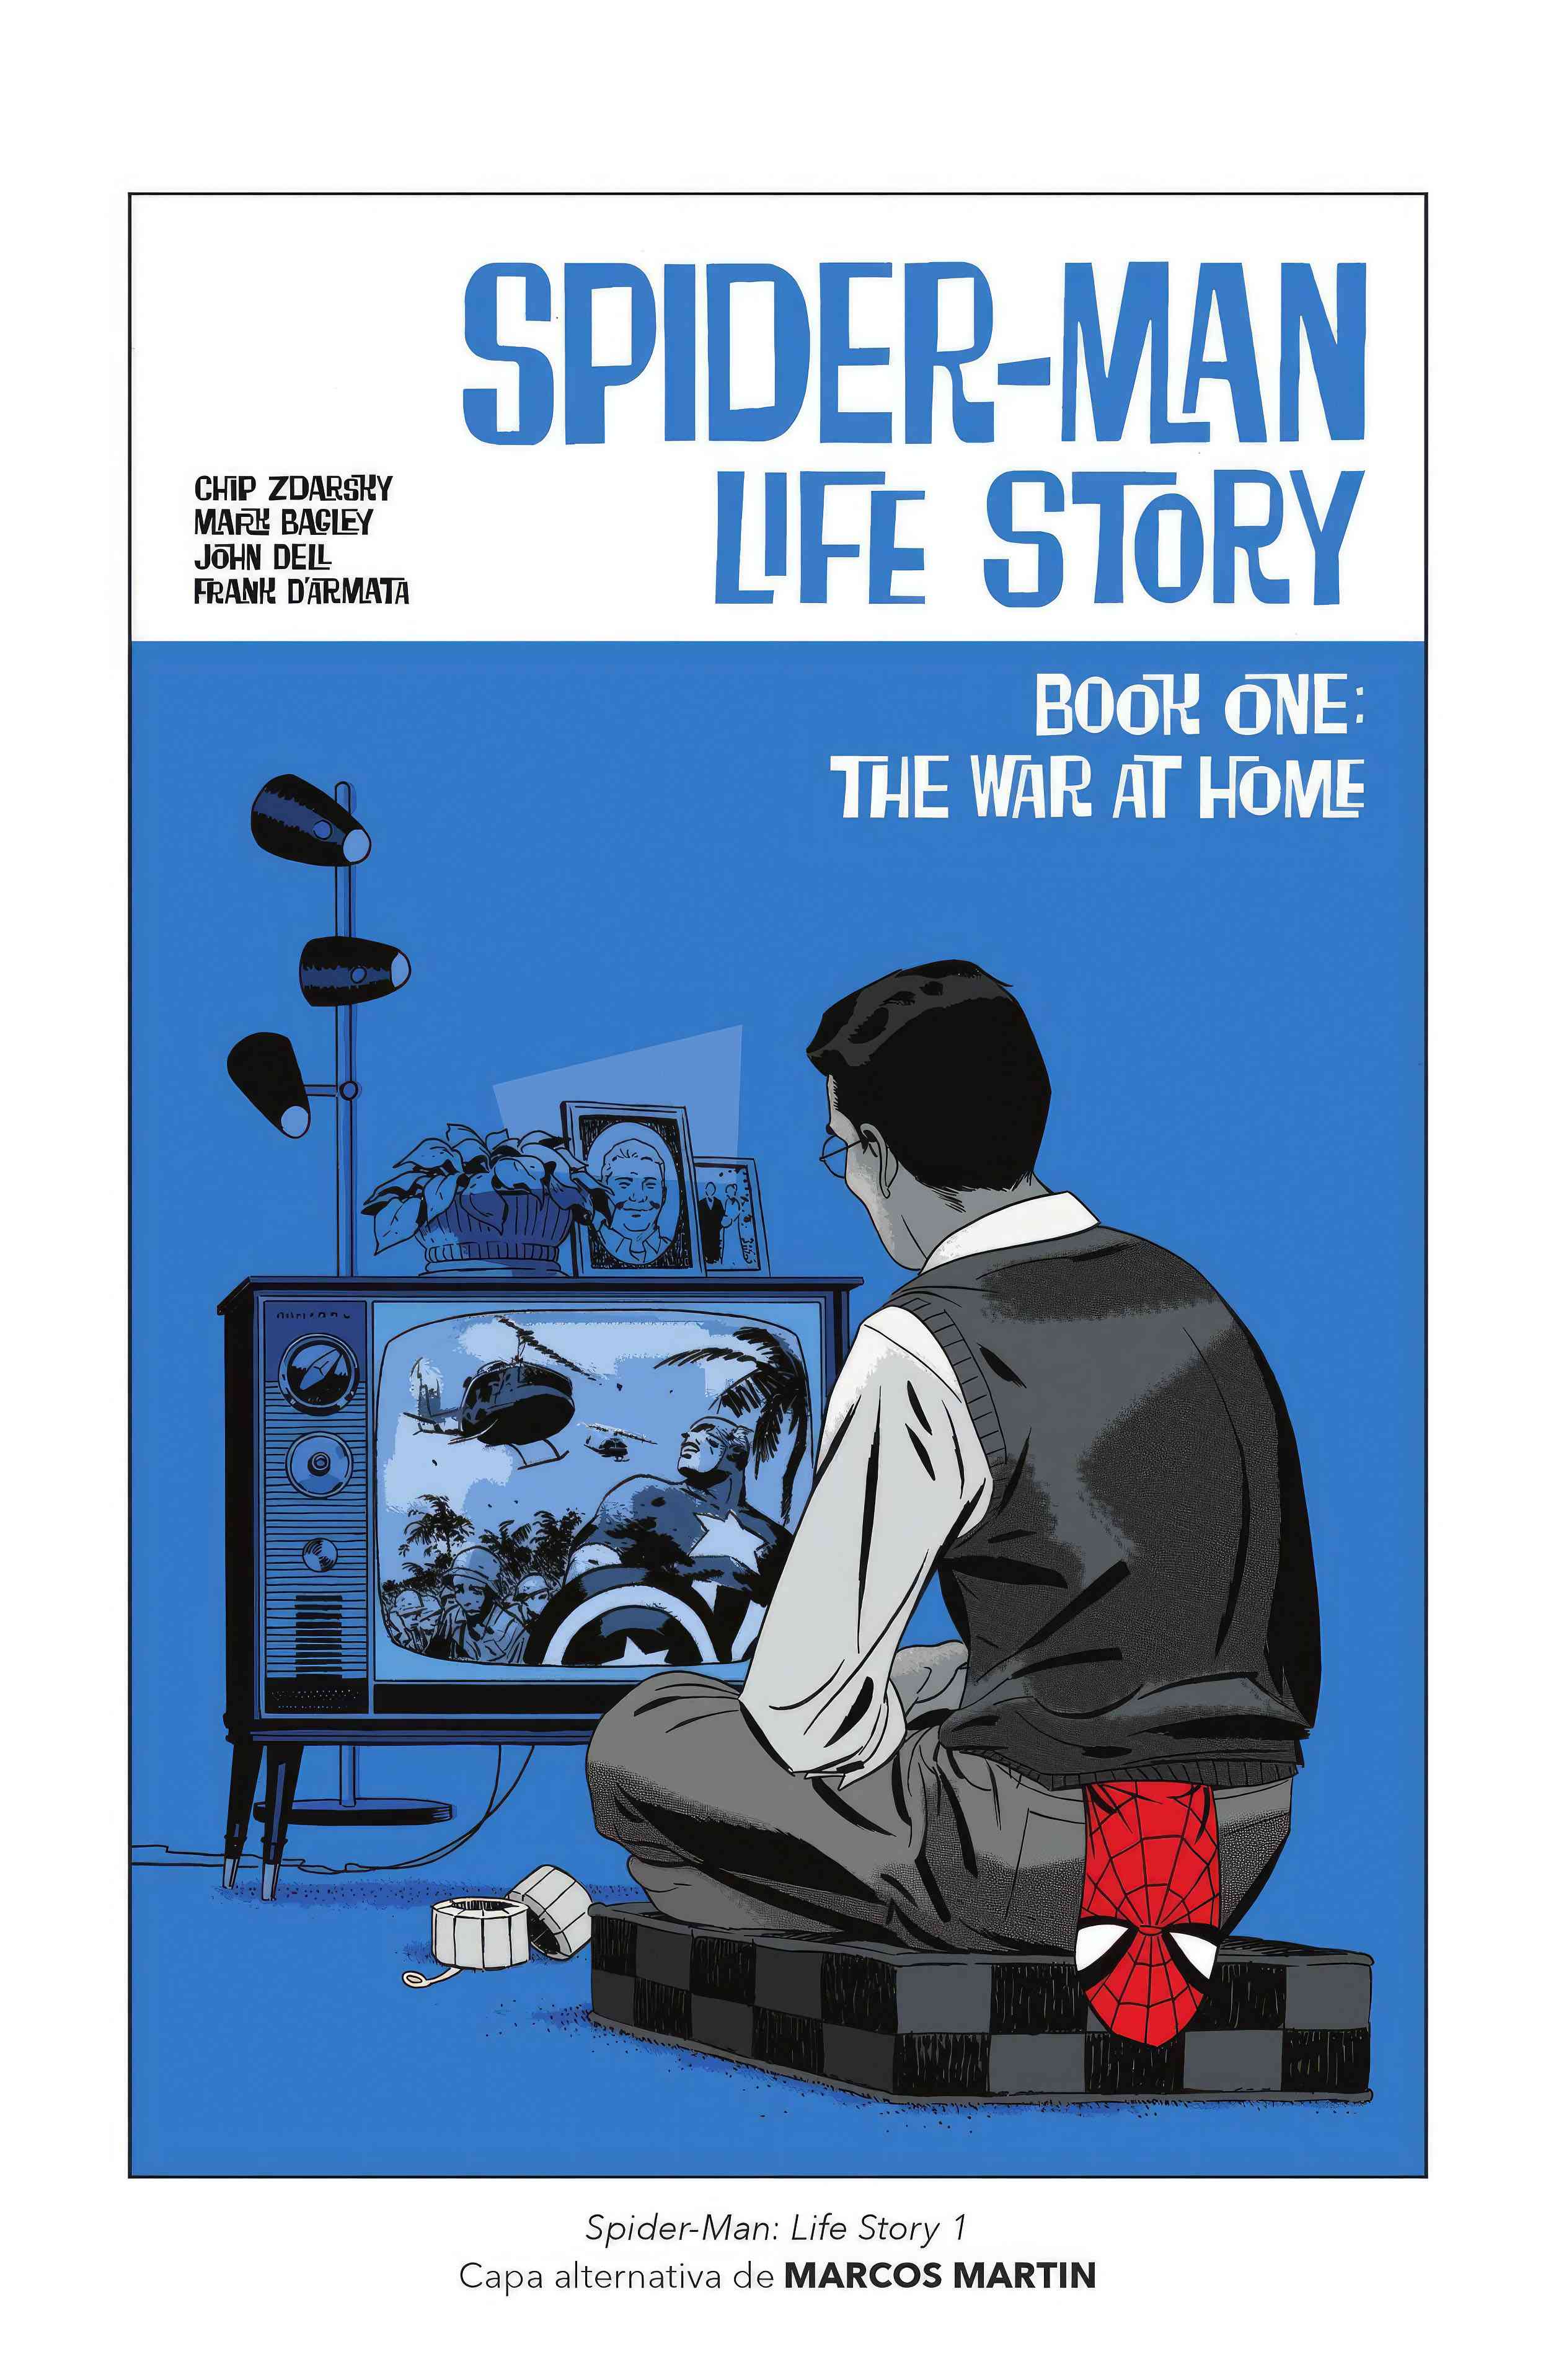 SPIDER-MAN
LIFE STORY
CHIP ZDARSKY
MARK BAGLEY
JOHN DELL
FRANK D'ARMATA
BOOK ONE:
THE WAR AT HOME
Spider-Man: Life Story 1
Capa alternativa de MARCOS MARTIN